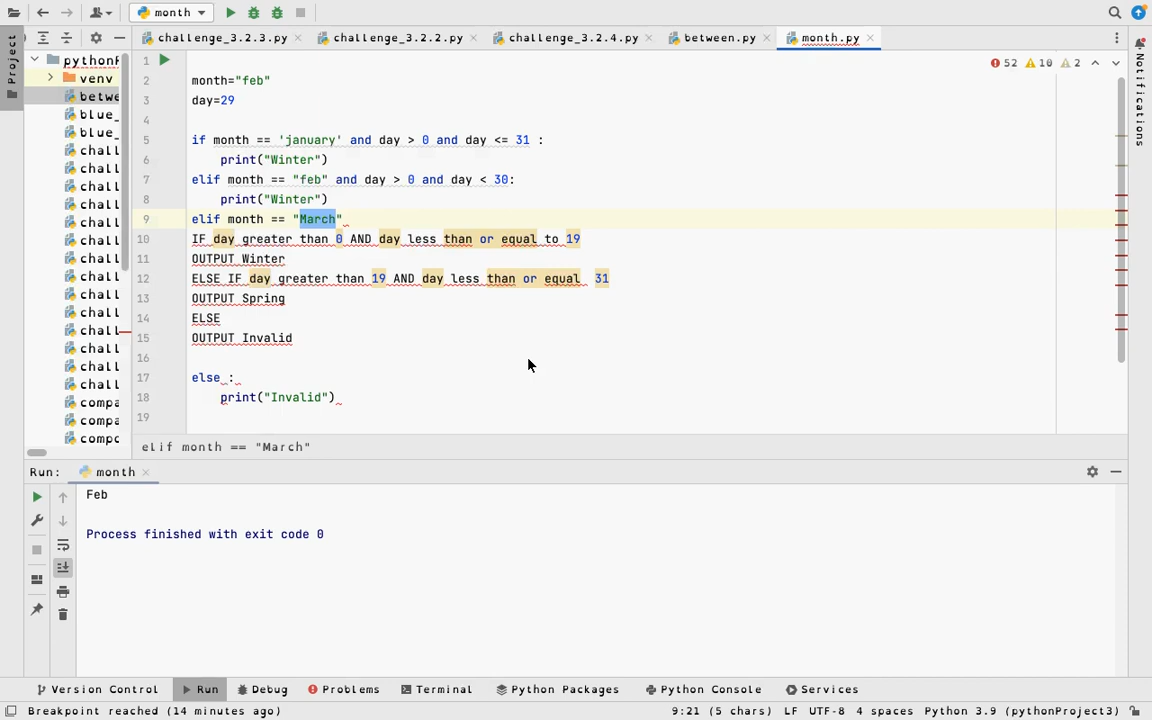 month
challenge_3.2.3.py
challenge_3.2.2.py
challenge_3.2.4.py
between.py
month.py
Project
Notifications
pythonP
venv
betwe
blue_
blue_
chall
chall
chall
chall
chall
chall
chall
chall
chall
chall
chall
chall
chall
chall
compa
compa
compo
52 10 2
1
2 month="feb"
3 day=29
4
5 if month == 'january' and day > 0 and day <= 31 :
6 print("Winter")
7 elif month == "feb" and day > 0 and day < 30:
8 print("Winter")
9 elif month == "March"
10 IF day greater than 0 AND day less than or equal to 19
11 OUTPUT Winter
12 ELSE IF day greater than 19 AND day less than or equal  31
13 OUTPUT Spring
14 ELSE
15 OUTPUT Invalid
16
17 else :
18 print("Invalid")
19
elif month == "March"
Run: month
Feb
Process finished with exit code 0
Version Control Run Debug Problems Terminal Python Packages Python Console Services
Breakpoint reached (14 minutes ago) 9:21 (5 chars) LF UTF-8 4 spaces Python 3.9 (pythonProject3)